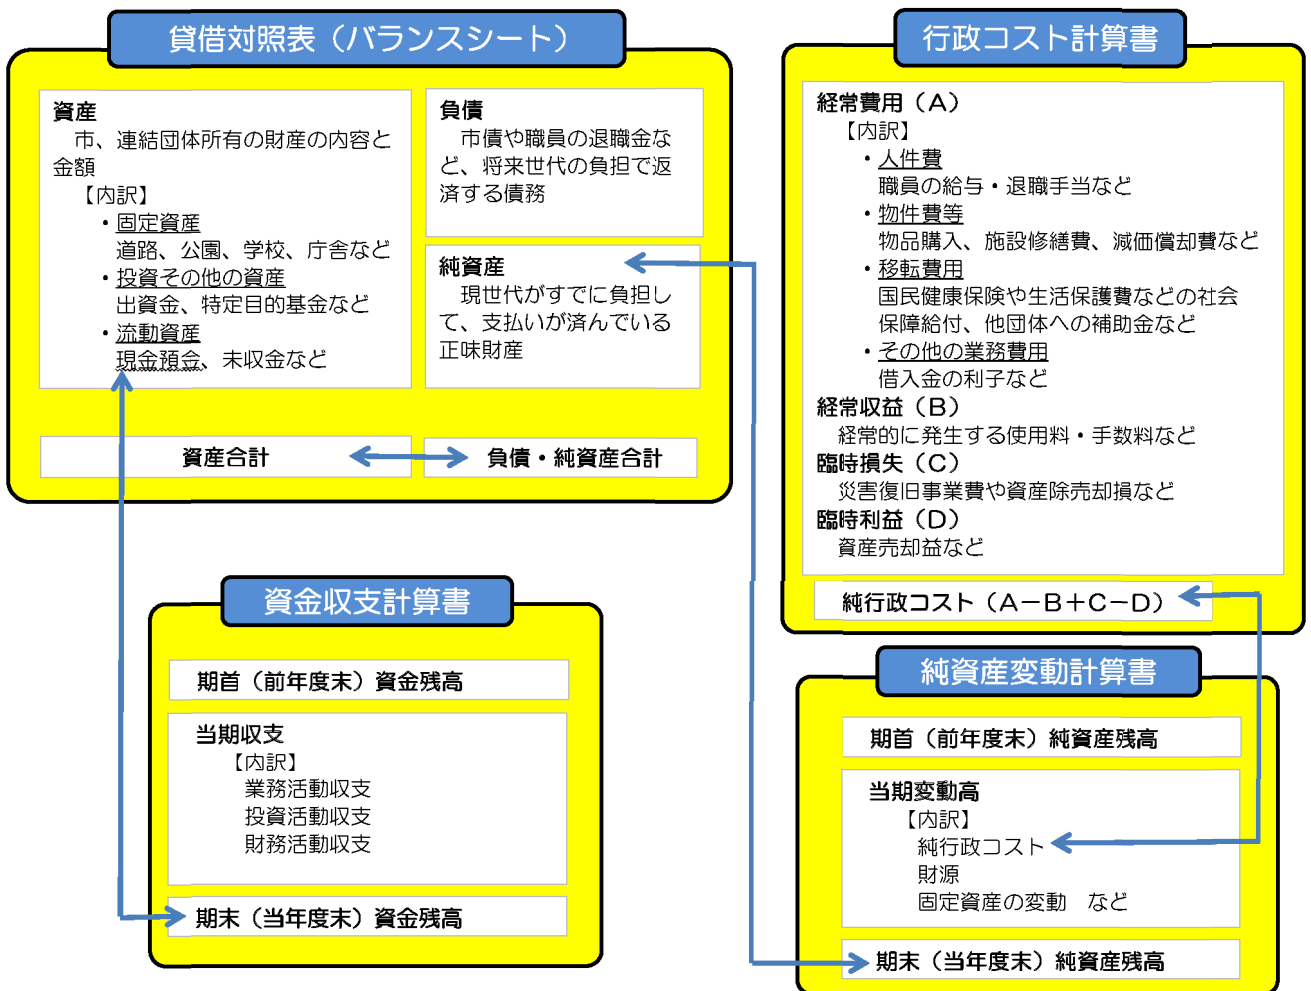 貸借対照表（バランスシート）
資産
市、連結団体所有の財産の内容と
金額
【内訳】
・固定資産
道路、公園、学校、庁舎など
・投資その他の資産
出資金、特定目的基金など
・流動資産
現金預金、未収金など
負債
市債や職員の退職金な
ど、将来世代の負担で返
済する債務
純資産
現世代がすでに負担し
て、支払いが済んでいる
正味財産
資産合計
負債・純資産合計
行政コスト計算書
経常費用（Ａ）
【内訳】
・人件費
職員の給与・退職手当など
・物件費等
物品購入、施設修繕費、減価償却費など
・移転費用
国民健康保険や生活保護費などの社会
保障給付、他団体への補助金など
・その他の業務費用
借入金の利子など
経常収益（Ｂ）
経常的に発生する使用料・手数料など
臨時損失（Ｃ）
災害復旧事業費や資産除売却損など
臨時利益（Ｄ）
資産売却益など
純行政コスト（Ａ－Ｂ＋Ｃ－Ｄ）
資金収支計算書
期首（前年度末）資金残高
当期収支
【内訳】
業務活動収支
投資活動収支
財務活動収支
期末（当年度末）資金残高
純資産変動計算書
期首（前年度末）純資産残高
当期変動高
【内訳】
純行政コスト
財源
固定資産の変動　など
期末（当年度末）純資産残高